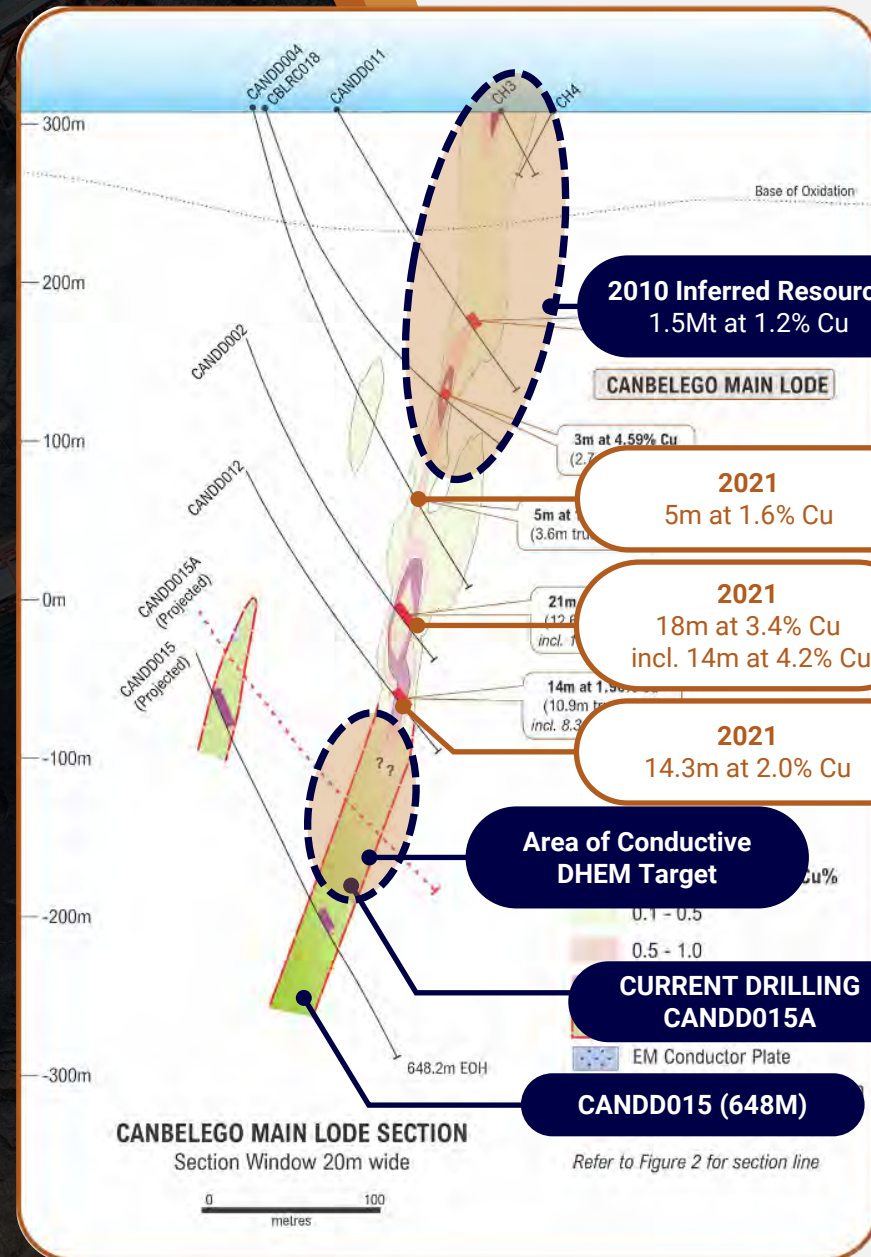 CANDD004
CBLRC018
CANDD011
CH3
CH4
300m
Base of Oxidation
200m
2010 Inferred
1.5Mt at 1.2% Cu
CANDD002
CANBELEGO MAIN LODE
100m
3m at 4.59% Cu
CANDD012
2021
5m at 1.6% Cu
5m at
(3.6m
CANDD015A
(Projected)
0m
2021
18m at 3.4% Cu
incl. 14m at 4.2% Cu
21m
incl.
CANDD015
(Projected)
14m at
(10.9m
incl.
2021
14.3m at 2.0% Cu
-100m
? ?
Area of Conductive
DHEM Target
Cu%
-200m
0.1 - 0.5
0.5 - 1.0
CURRENT DRILLING
CANDD015A
EM Conductor Plate
648.2m EOH
-300m
CANDD015 (648M)
CANBELEGO MAIN LODE SECTION
Section Window 20m wide
Refer to Figure 2 for section line
0 100
metres